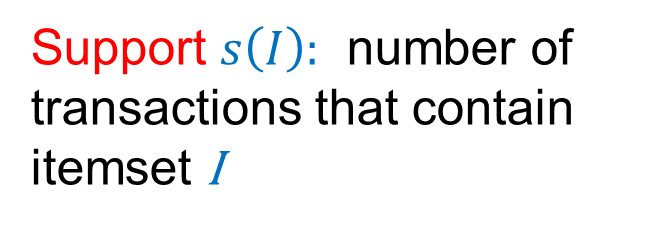 Support s(I): number of
transactions that contain
itemset I